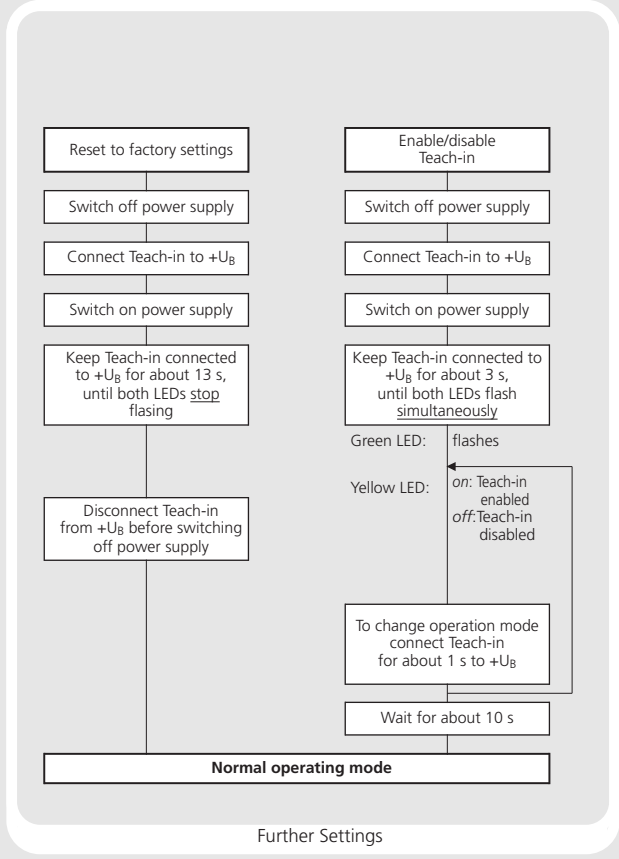 Reset to factory settings
Switch off power supply
Connect Teach-in to +UB
Switch on power supply
Keep Teach-in connected
to +UB for about 13 s,
until both LEDs stop
flasing
Disconnect Teach-in
from +UB before switching
off power supply
Enable/disable
Teach-in
Switch off power supply
Connect Teach-in to +UB
Switch on power supply
Keep Teach-in connected to
+UB for about 3 s,
until both LEDs flash
simultaneously
Green LED: flashes
Yellow LED: on: Teach-in
enabled
off:Teach-in
disabled
To change operation mode
connect Teach-in
for about 1 s to +UB
Wait for about 10 s
Normal operating mode
Further Settings